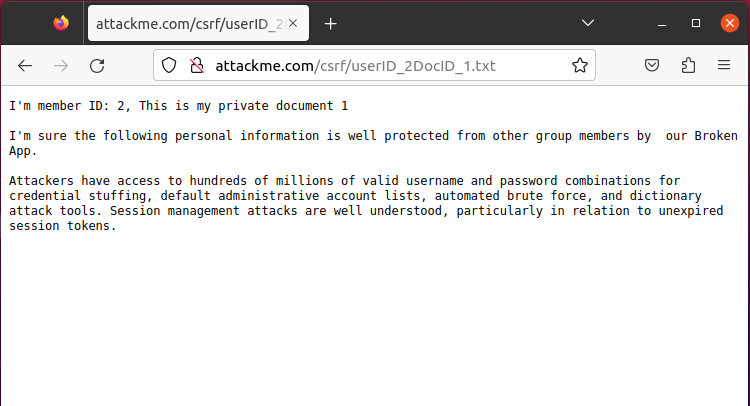 attackme.com/csrf/userID_2D
attackme.com/csrf/userID_2DocID_1.txt
I'm member ID: 2, This is my private document 1
I'm sure the following personal information is well protected from other group members by  our Broken
App.
Attackers have access to hundreds of millions of valid username and password combinations for
credential stuffing, default administrative account lists, automated brute force, and dictionary
attack tools. Session management attacks are well understood, particularly in relation to unexpired
session tokens.